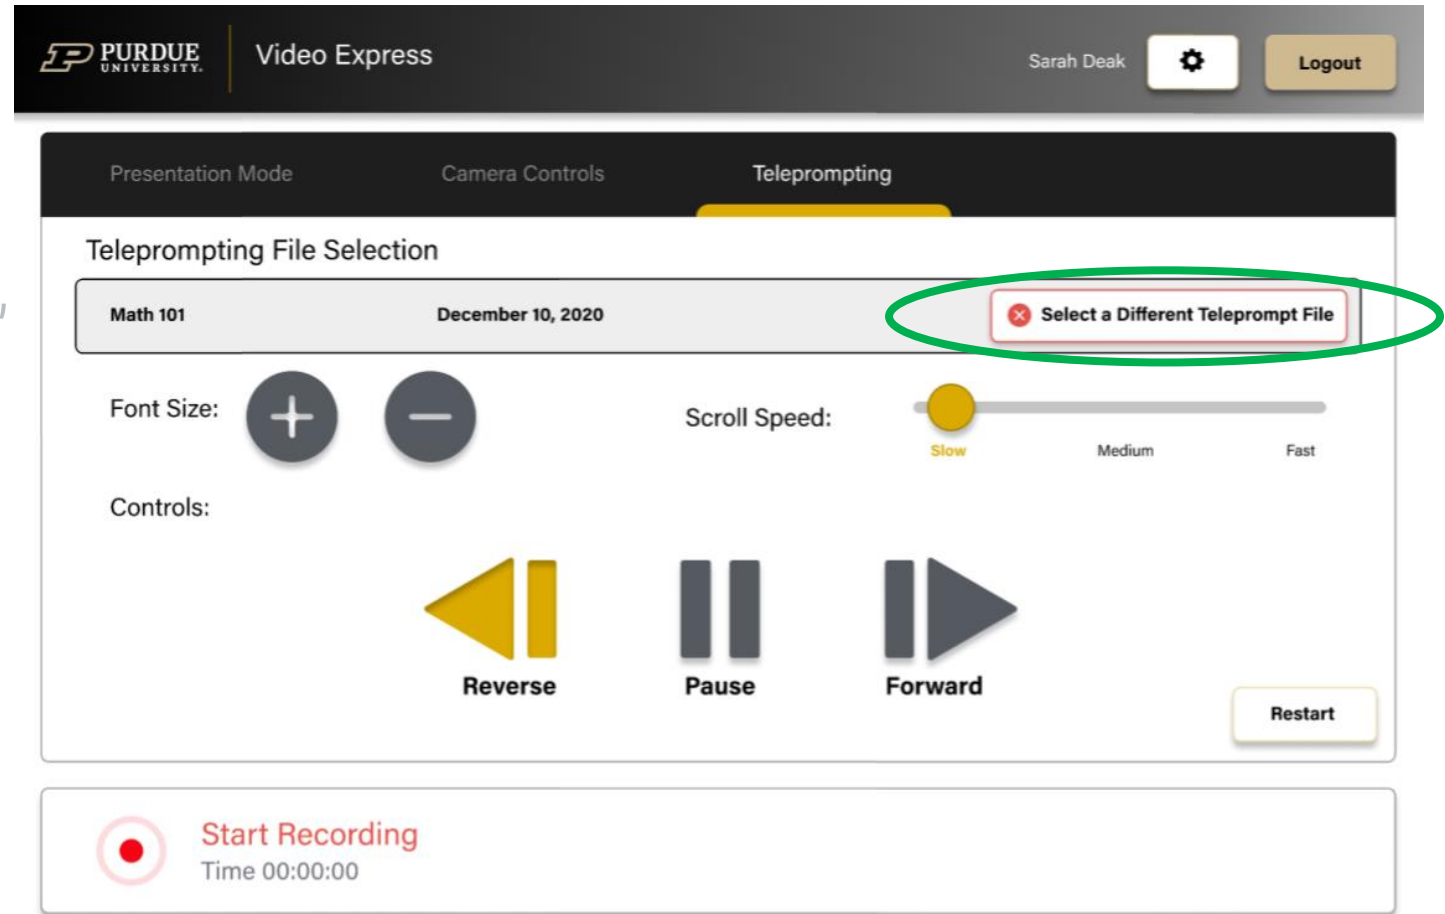 PURDUE UNIVERSITY. Video Express Sarah Deak Logout
Presentation Mode Camera Controls Teleprompting
Teleprompting File Selection
Math 101 December 10, 2020 Select a Different Teleprompt File
Font Size: Scroll Speed:
Slow Medium Fast
Controls:
Reverse Pause Forward
Restart
Start Recording
Time 00:00:00